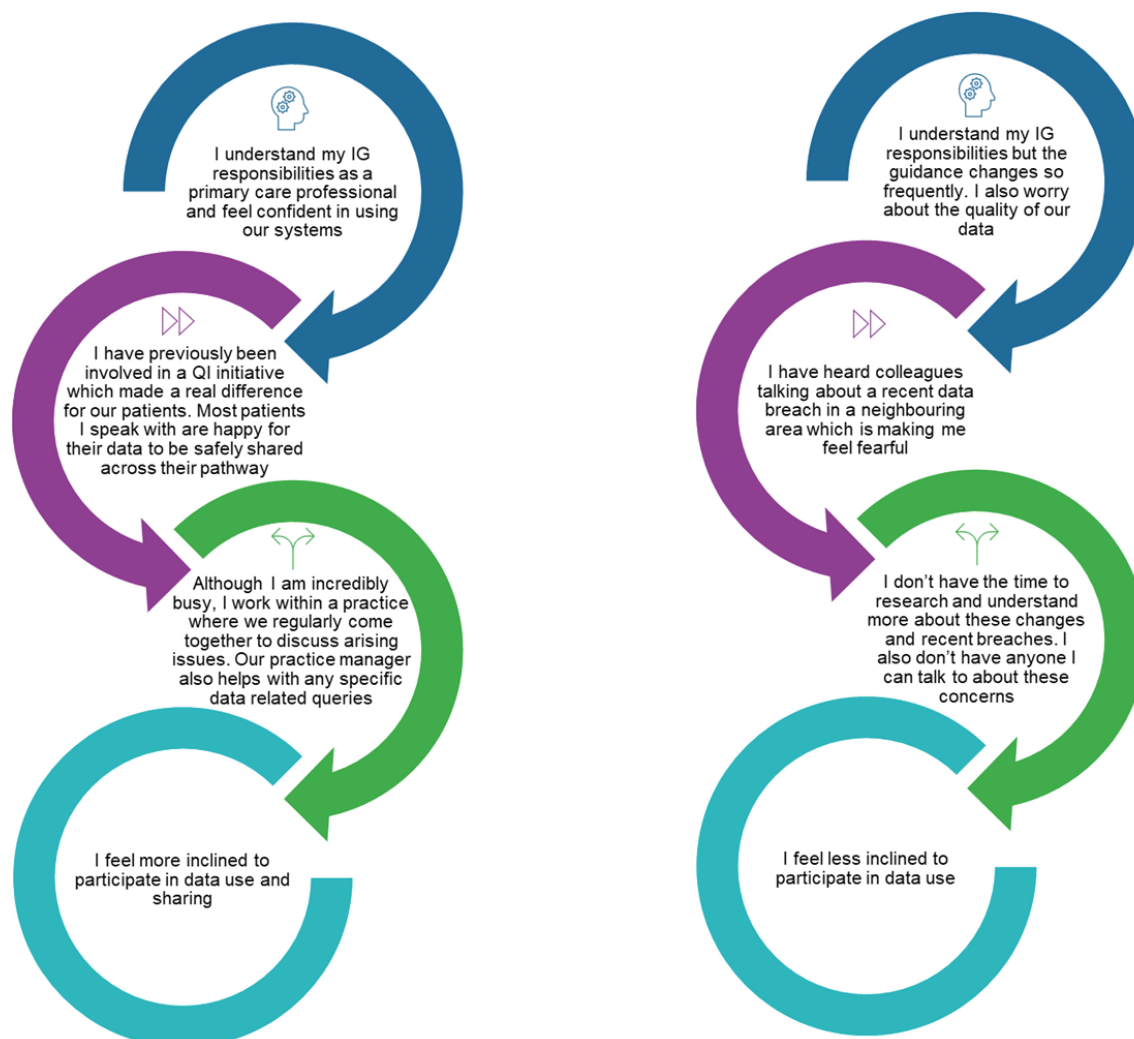 I understand my IG
responsibilities as a
primary care professional
and feel confident in using
our systems
I have previously been
involved in a QI initiative
which made a real difference
for our patients. Most patients
I speak with are happy for
their data to be safely shared
across their pathway
Although I am incredibly
busy, I work within a practice
where we regularly come
together to discuss arising
issues. Our practice manager
also helps with any specific
data related queries
I feel more inclined to
participate in data use and
sharing
I understand my IG
responsibilities but the
guidance changes so
frequently. I also worry
about the quality of our
data
I have heard colleagues
talking about a recent data
breach in a neighbouring
area which is making me
feel fearful
I don’t have the time to
research and understand
more about these changes
and recent breaches. I
also don’t have anyone I
can talk to about these
concerns
I feel less inclined to
participate in data use